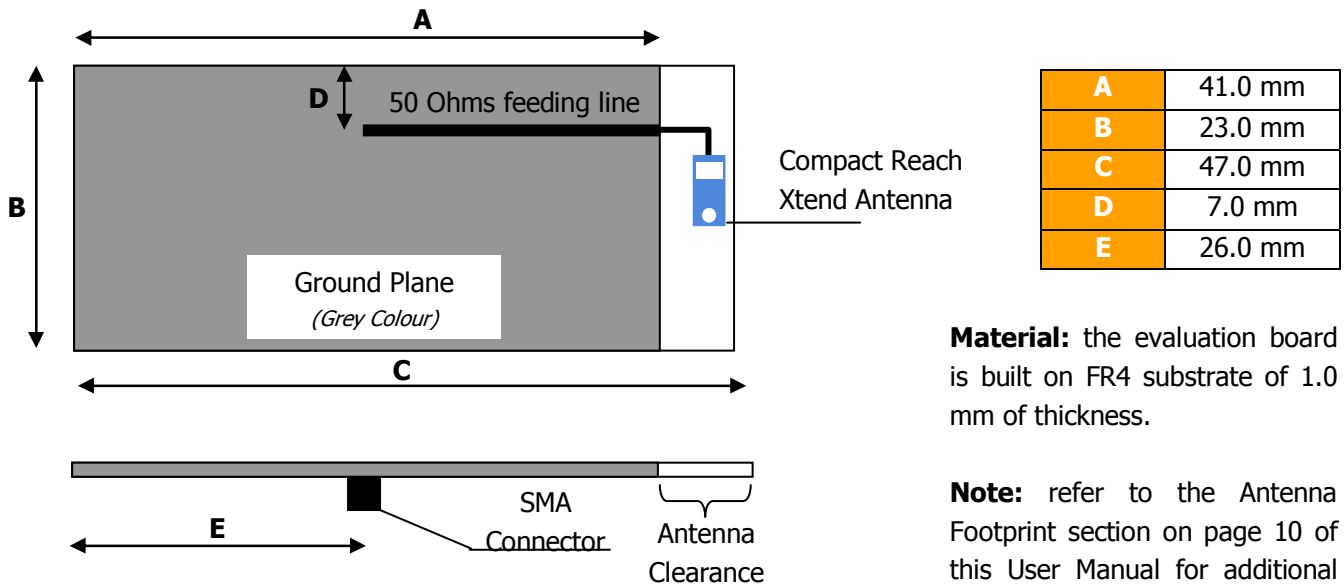 A
D
50 Ohms feeding line
B
Compact Reach
Xtend Antenna
Ground Plane
(Grey Colour)
C
E
SMA
Connector
Antenna
Clearance
A 41.0 mm
B 23.0 mm
C 47.0 mm
D 7.0 mm
E 26.0 mm
Material: the evaluation board
is built on FR4 substrate of 1.0
mm of thickness.
Note: refer to the Antenna
Footprint section on page 10 of
this User Manual for additional